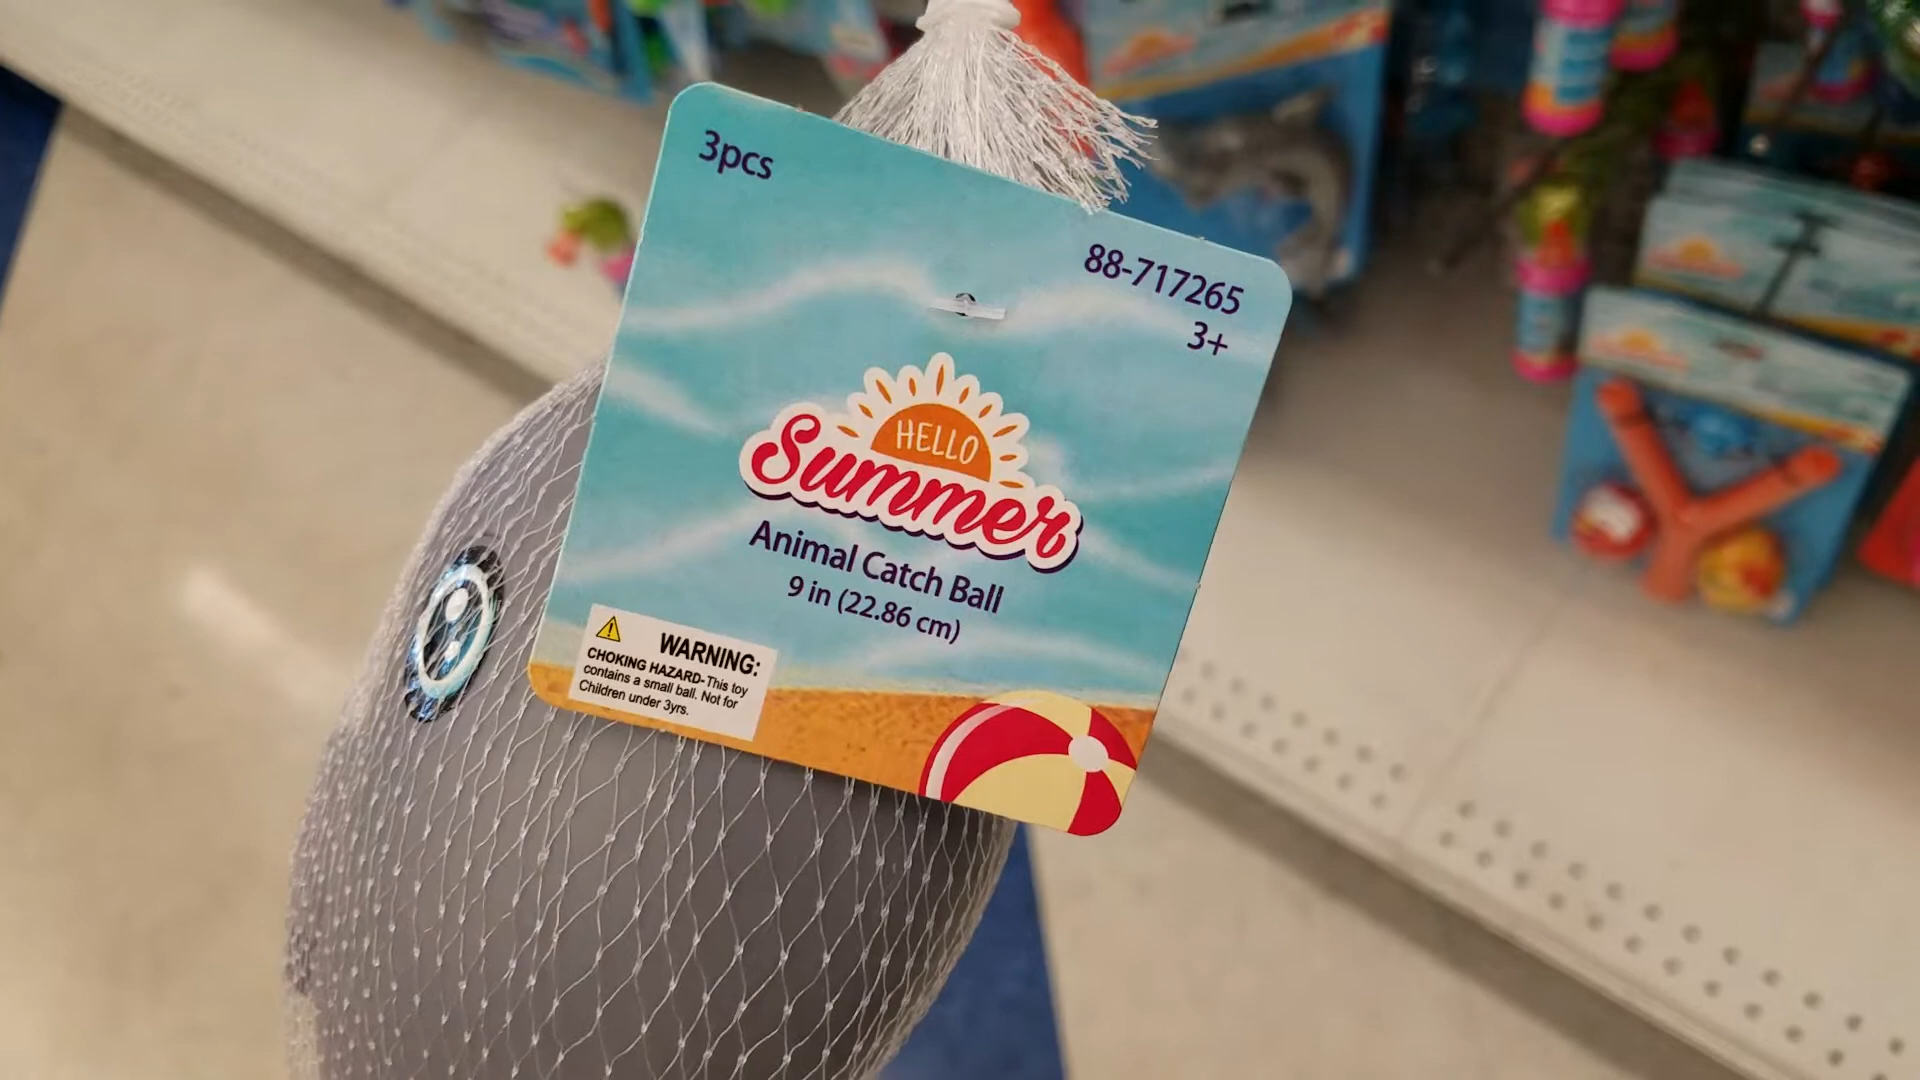 3pcs
88-717265
3+
HELLO
Summer
Animal Catch Ball
9 in (22.86 cm)
WARNING:
CHOKING HAZARD-This toy
contains a small ball. Not for
Children under 3yrs.